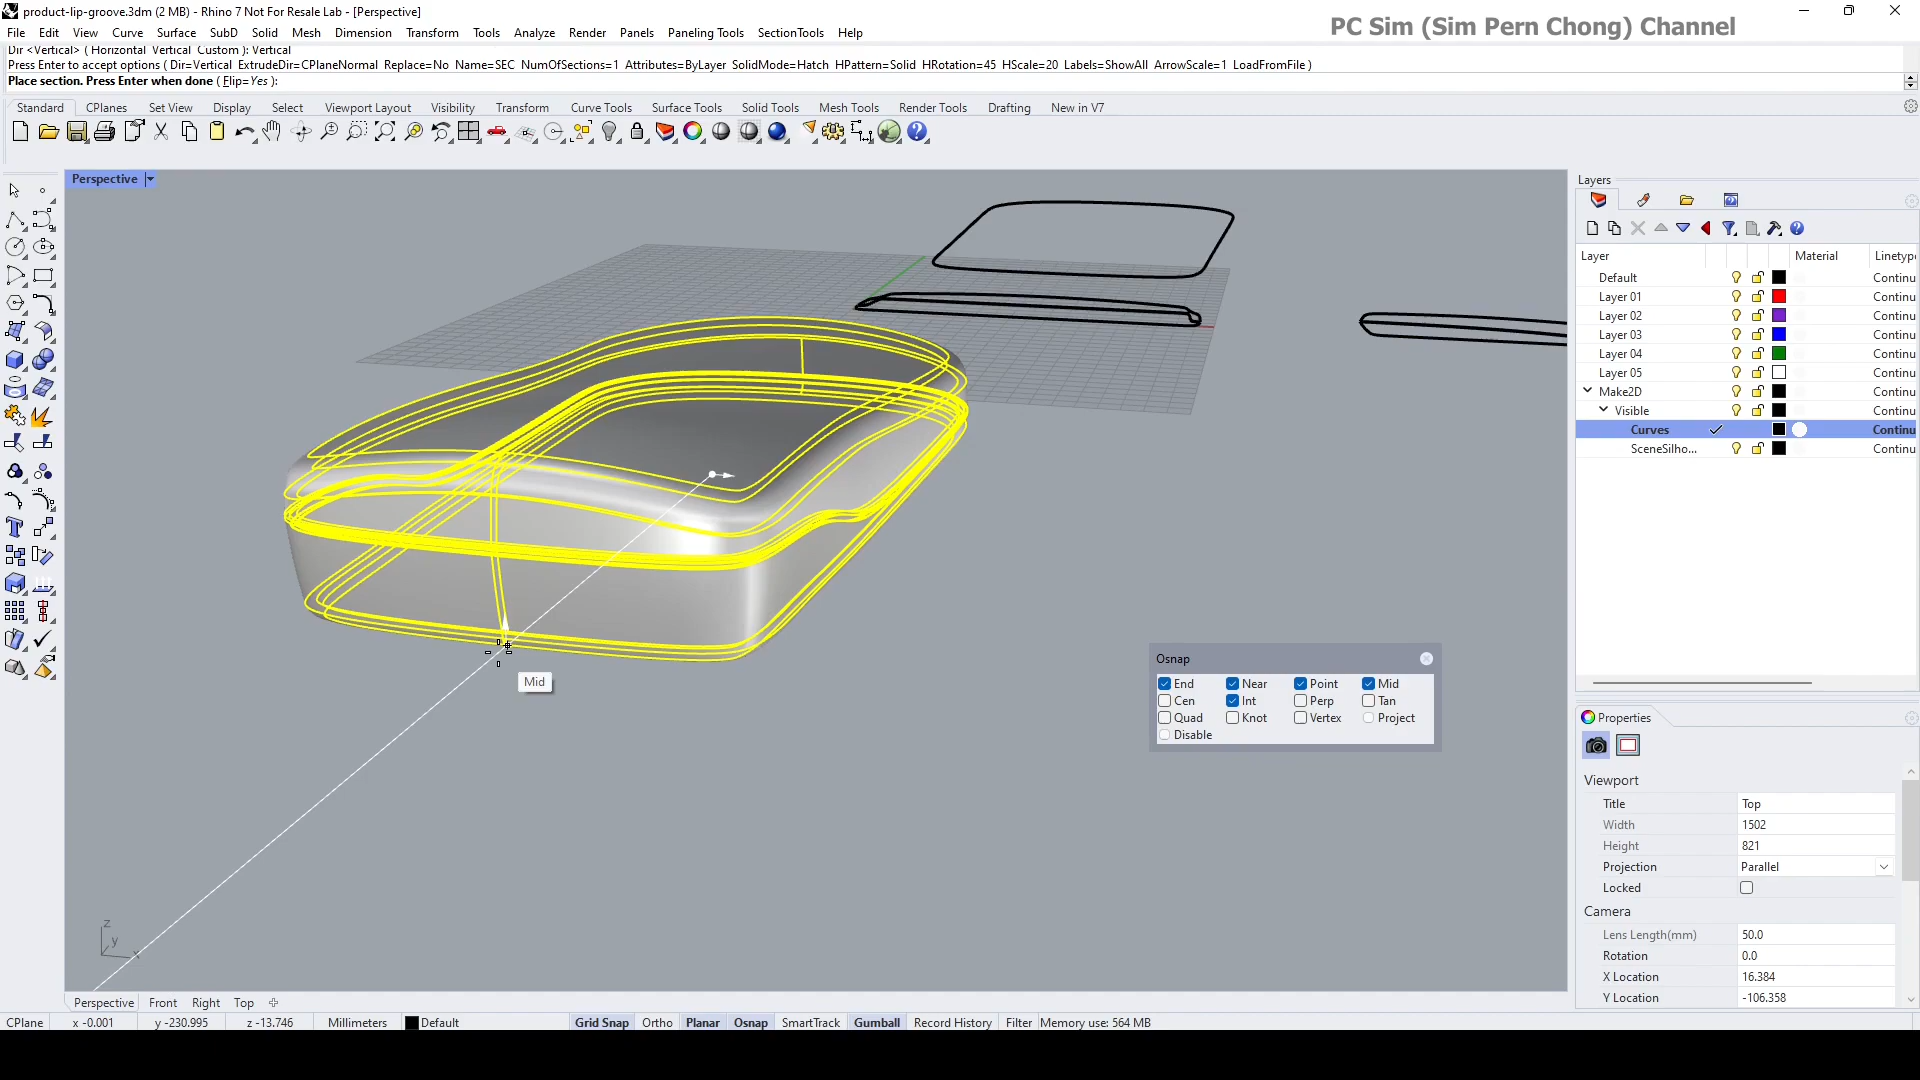 product-lip-groove.3dm (2 MB) - Rhino 7 Not For Resale Lab - [Perspective]
PC Sim (Sim Pern Chong) Channel
File Edit View Curve Surface SubD Solid Mesh Dimension Transform Tools Analyze Render Panels Paneling Tools SectionTools Help
Dir <Vertical> ( Horizontal Vertical Custom ): Vertical
Press Enter to accept options ( Dir=Vertical ExtrudeDir=CPlaneNormal Replace=No Name=SEC NumOfSections=1 Attributes=ByLayer SolidMode=Hatch HPattern=Solid HRotation=45 HScale=20 Labels=ShowAll ArrowScale=1 LoadFromFile )
Place section. Press Enter when done ( Flip=Yes ):
Standard CPlanes Set View Display Select Viewport Layout Visibility Transform Curve Tools Surface Tools Solid Tools Mesh Tools Render Tools Drafting New in V7
Perspective
Layers
Layer Material Linetype
Default Continu
Layer 01 Continu
Layer 02 Continu
Layer 03 Continu
Layer 04 Continu
Layer 05 Continu
Make2D Continu
Visible Continu
Curves Continu
SceneSilho... Continu
Mid
Osnap
End Near Point Mid
Cen Int Perp Tan
Quad Knot Vertex Project
Disable
Properties
Viewport
Title Top
Width 1502
Height 821
Projection Parallel
Locked
Camera
Lens Length(mm) 50.0
Rotation 0.0
X Location 16.384
Y Location -106.358
z
y
x
Perspective Front Right Top
CPlane x -0.001 y -230.995 z -13.746 Millimeters Default Grid Snap Ortho Planar Osnap SmartTrack Gumball Record History Filter Memory use: 564 MB